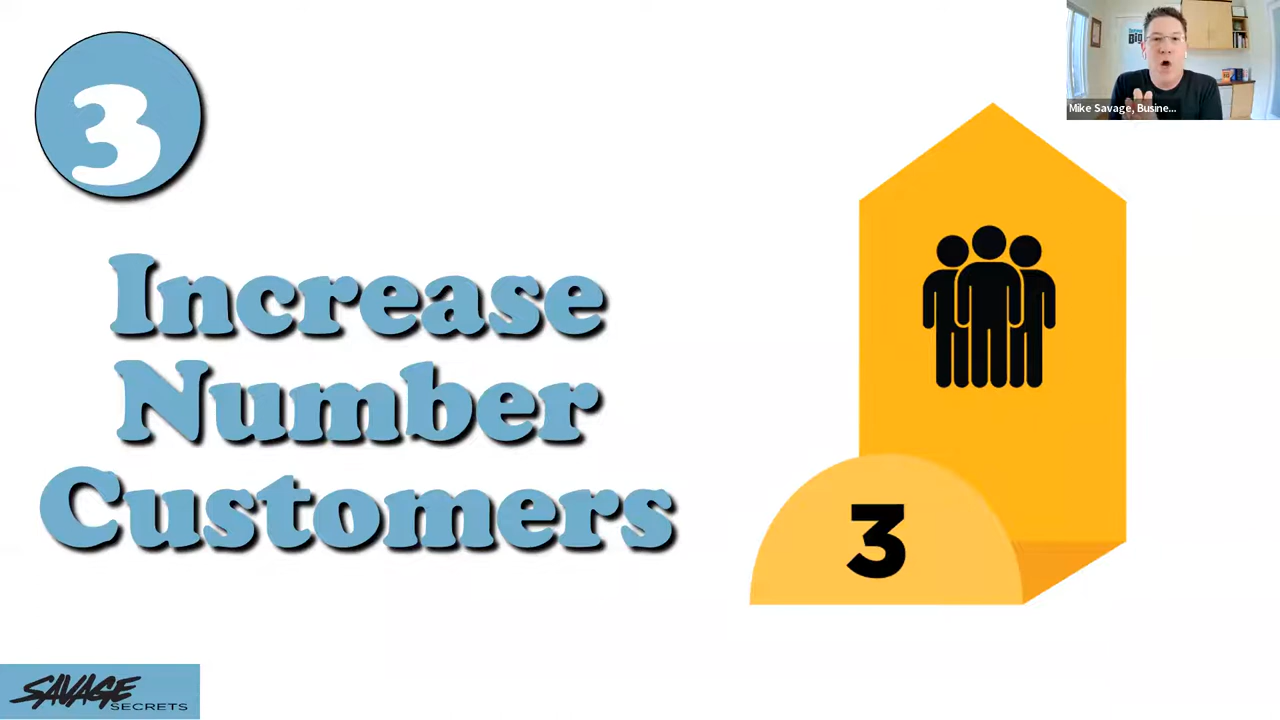 3
Mike Savage, Busine...
Increase
Number
Customers
3
SAVAGE
SECRETS